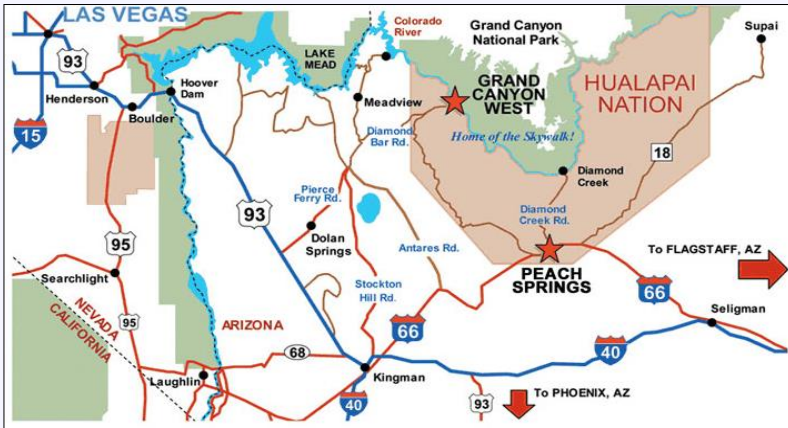 LAS VEGAS
93
Henderson
Boulder
Hoover
Dam
15
LAKE
MEAD
Colorado
River
Grand Canyon
National Park
Supai
Meadview
GRAND
CANYON
WEST
HUALAPAI
NATION
Diamond
Bar Rd.
Home of the Skywalk!
18
Diamond
Creek
Pierce
Ferry Rd.
93
Diamond
Creek Rd.
95
Dolan
Springs
Antares Rd.
To FLAGSTAFF, AZ
Searchlight
PEACH
SPRINGS
Stockton
Hill Rd.
66
95
NEVADA
CALIFORNIA
ARIZONA
66
Seligman
68
40
Laughlin
Kingman
40
93
To PHOENIX, AZ